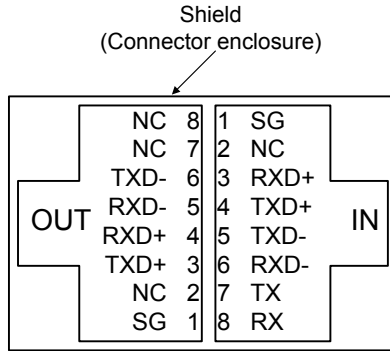 Shield
(Connector enclosure)
NC 8 1 SG
NC 7 2 NC
TXD- 6 3 RXD+
RXD- 5 4 TXD+
OUT IN
RXD+ 4 5 TXD-
TXD+ 3 6 RXD-
NC 2 7 TX
SG 1 8 RX